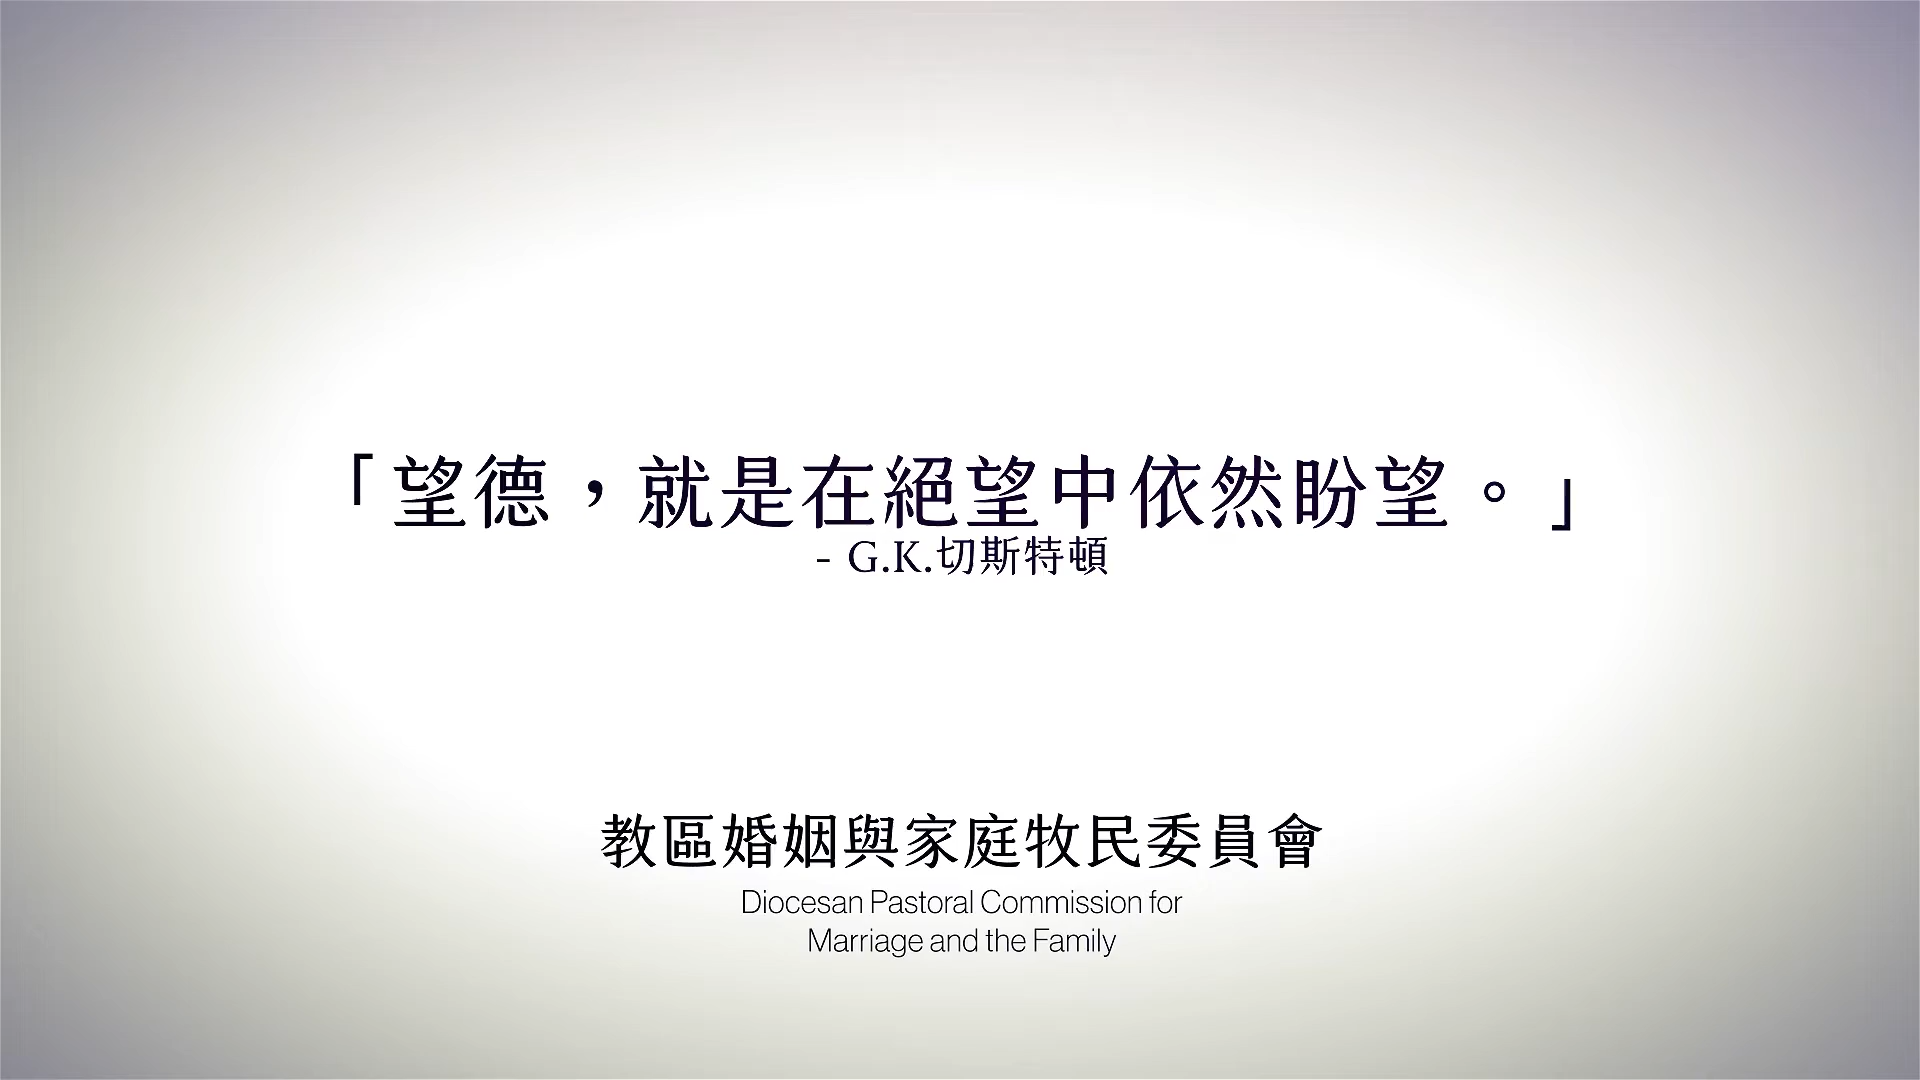 「望德，就是在絕望中依然盼望。」
- G.K.切斯特頓
教區婚姻與家庭牧民委員會
Diocesan Pastoral Commission for
Marriage and the Family